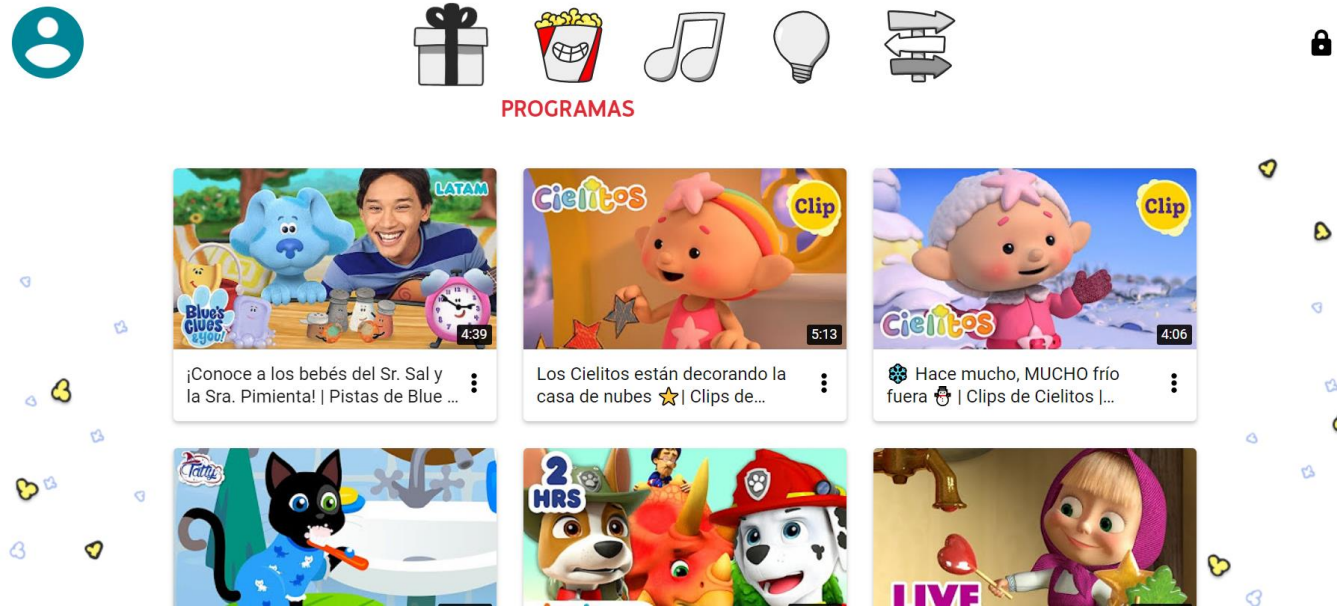 PROGRAMAS
LATAM
Blue's
Clues
& YOU!
4:39
¡Conoce a los bebés del Sr. Sal y
la Sra. Pimienta! | Pistas de Blue ...
Cielitos
Clip
5:13
Los Cielitos están decorando la
casa de nubes ⭐ | Clips de...
Clip
Cielitos
4:06
❄️ Hace mucho, MUCHO frío
fuera ⛄ | Clips de Cielitos |...
Tatty
2
HRS
LIVE